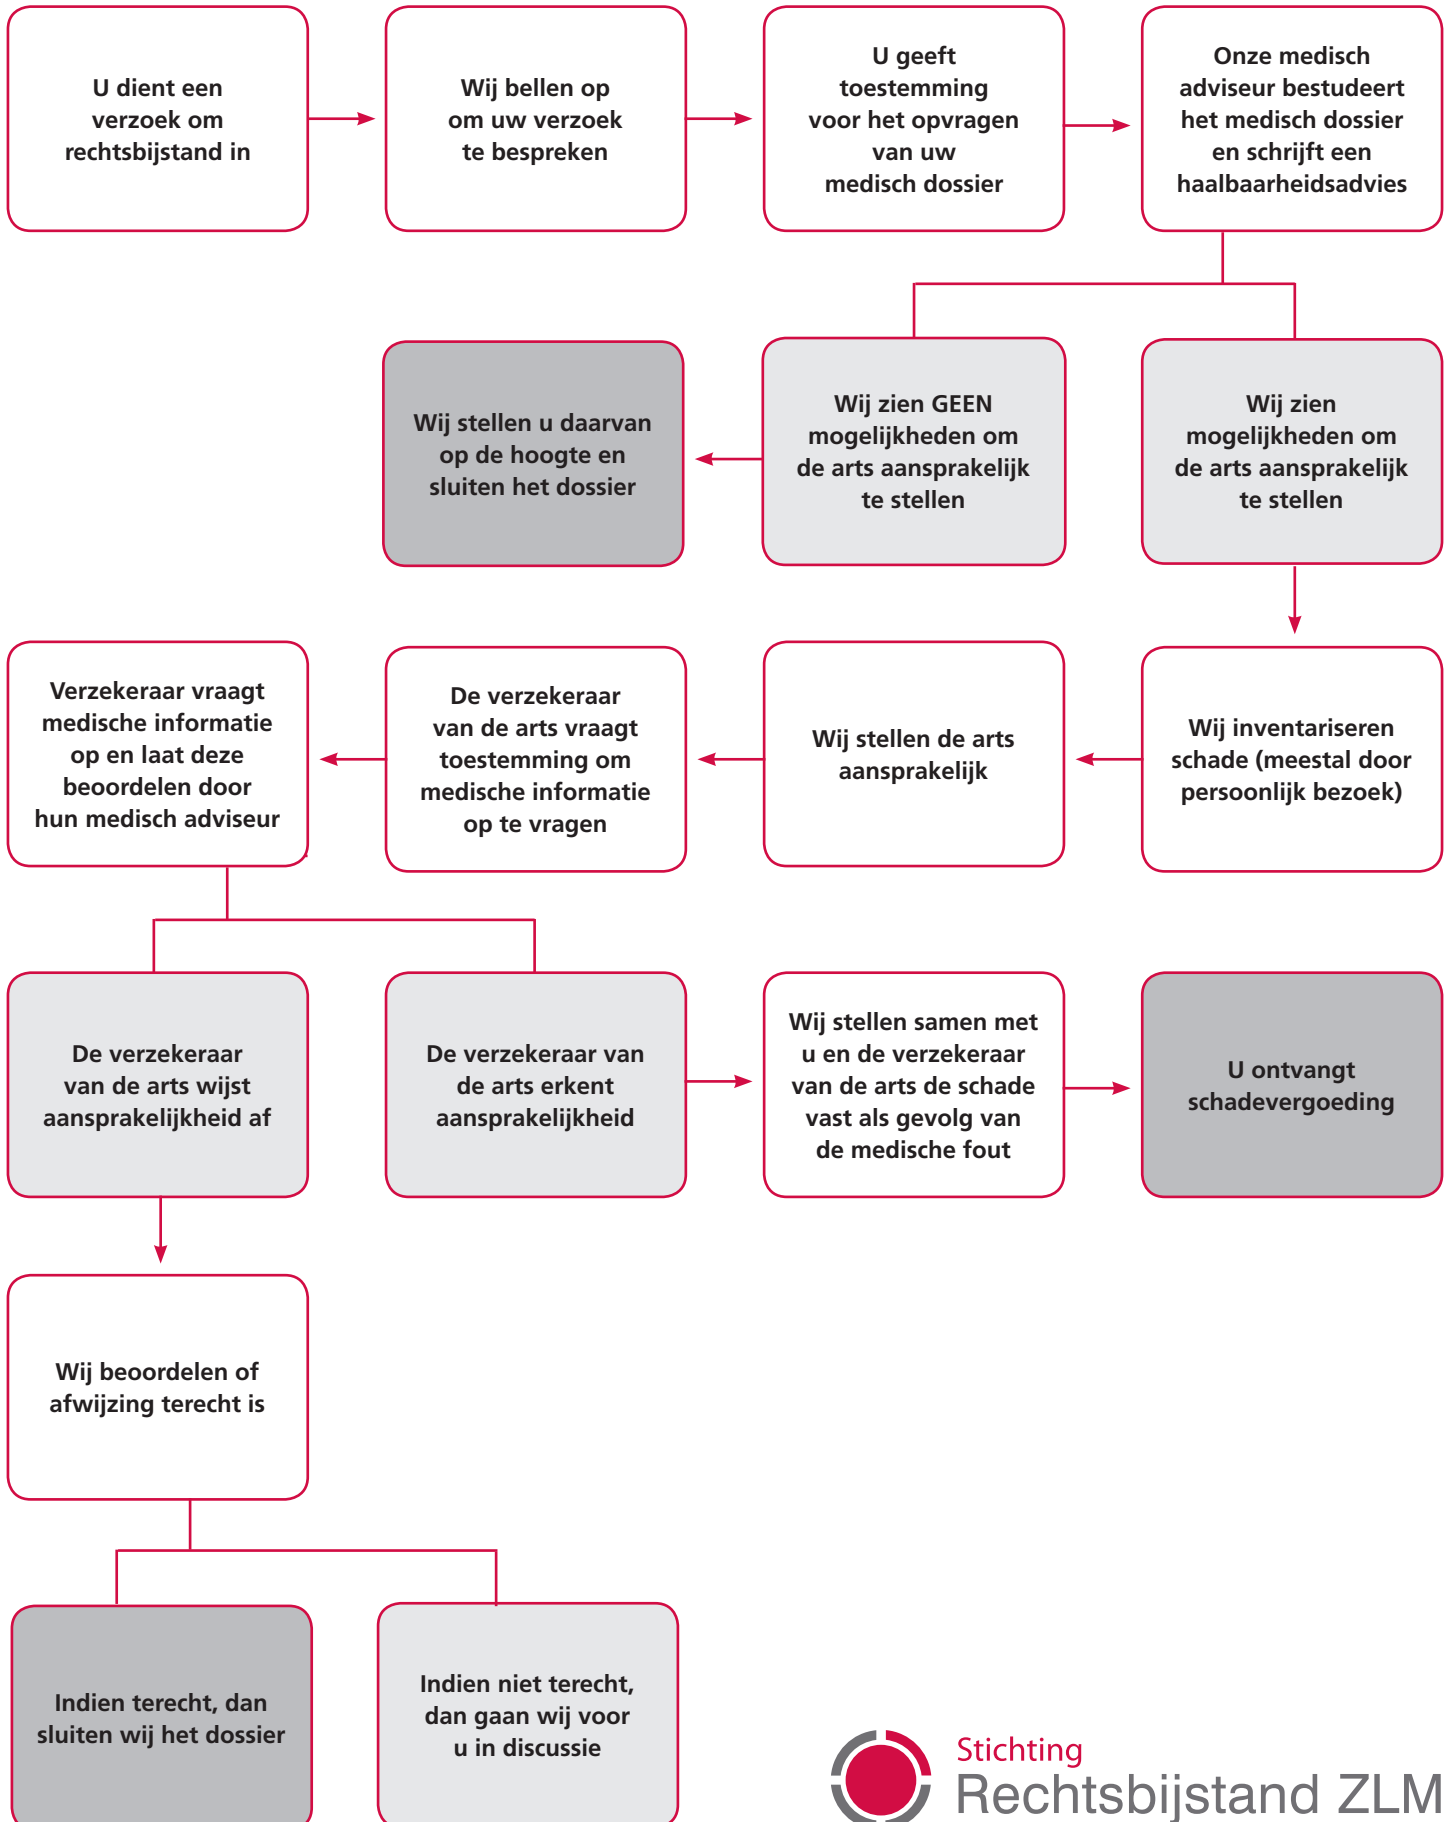 U dient een
verzoek om
rechtsbijstand in
Wij bellen op
om uw verzoek
te bespreken
U geeft
toestemming
voor het opvragen
van uw
medisch dossier
Onze medisch
adviseur bestudeert
het medisch dossier
en schrijft een
haalbaarheidsadvies
Wij stellen u daarvan
op de hoogte en
sluiten het dossier
Wij zien GEEN
mogelijkheden om
de arts aansprakelijk
te stellen
Wij zien
mogelijkheden om
de arts aansprakelijk
te stellen
Verzekeraar vraagt
medische informatie
op en laat deze
beoordelen door
hun medisch adviseur
De verzekeraar
van de arts vraagt
toestemming om
medische informatie
op te vragen
Wij stellen de arts
aansprakelijk
Wij inventariseren
schade (meestal door
persoonlijk bezoek)
De verzekeraar
van de arts wijst
aansprakelijkheid af
De verzekeraar van
de arts erkent
aansprakelijkheid
Wij stellen samen met
u en de verzekeraar
van de arts de schade
vast als gevolg van
de medische fout
U ontvangt
schadevergoeding
Wij beoordelen of
afwijzing terecht is
Indien terecht, dan
sluiten wij het dossier
Indien niet terecht,
dan gaan wij voor
u in discussie
Stichting
Rechtsbijstand ZLM